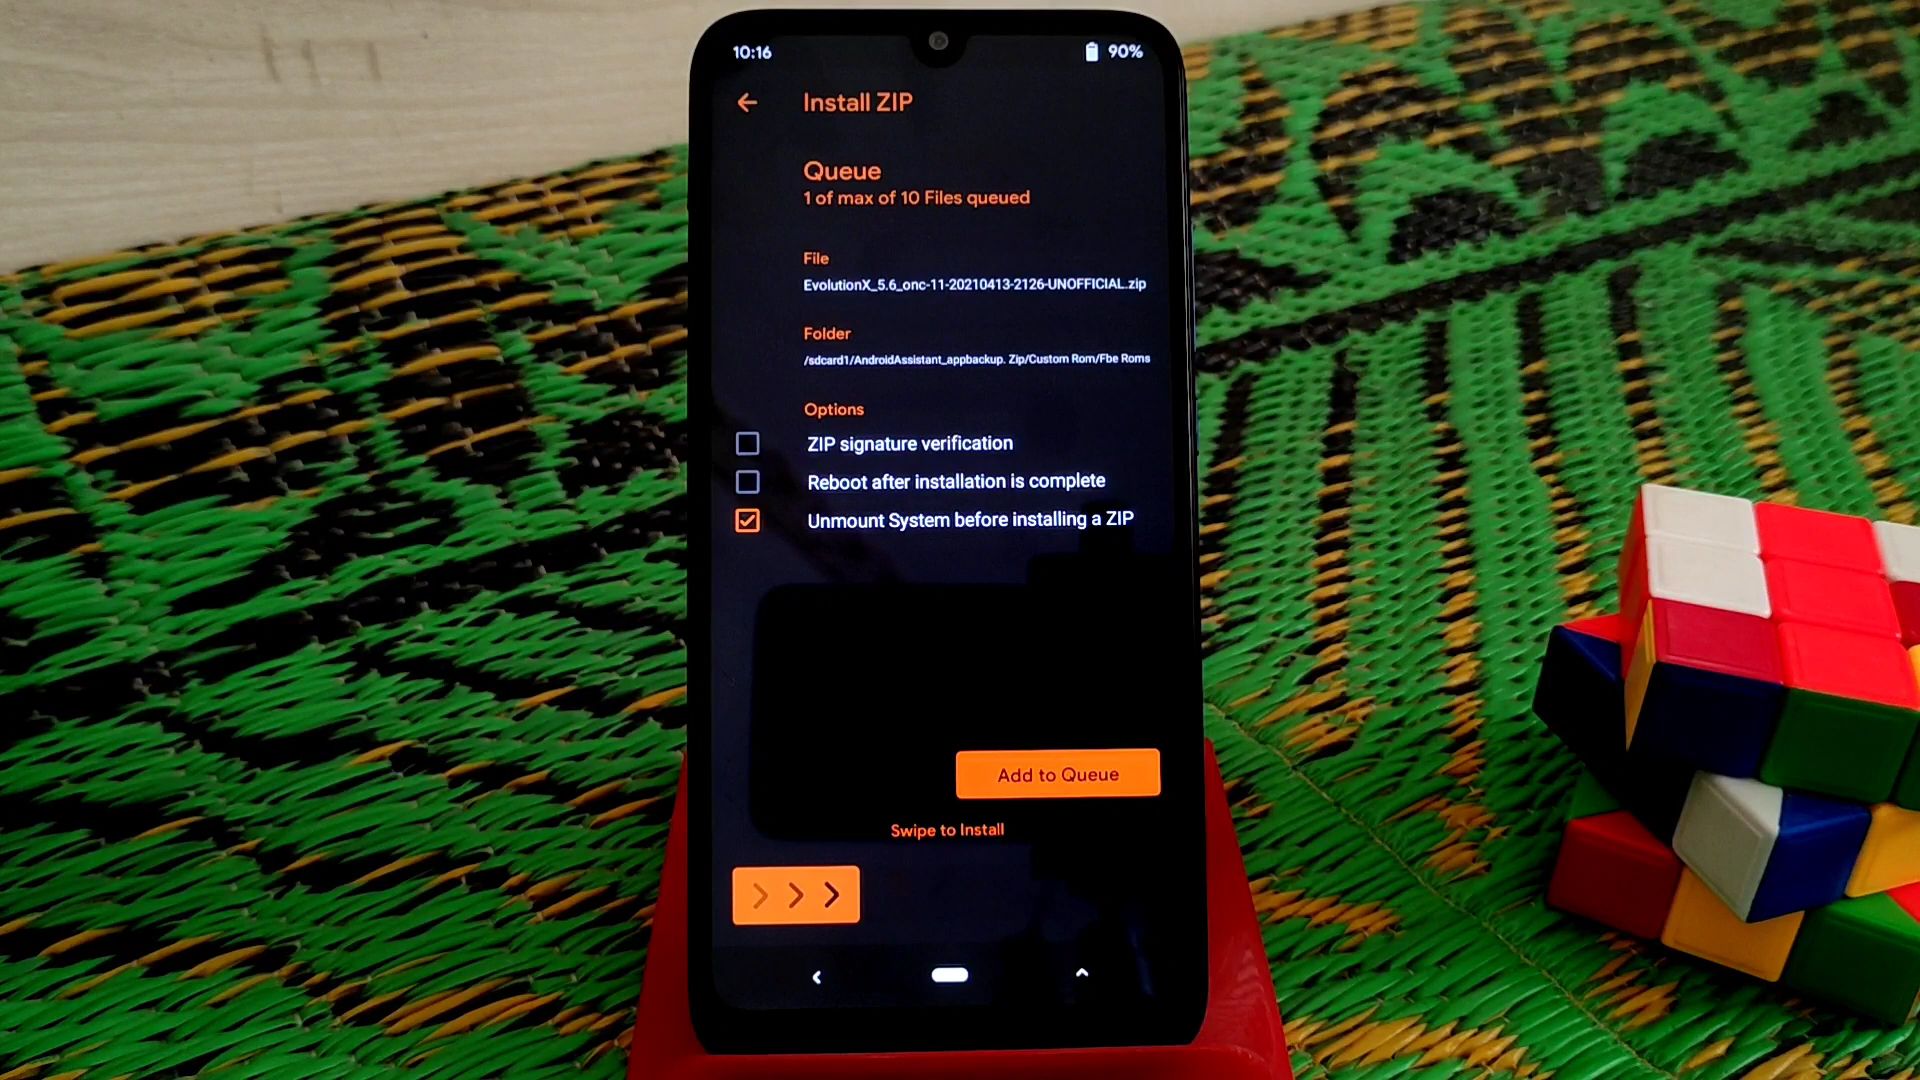 10:16
90%
Install ZIP
Queue
1 of max of 10 Files queued
File
EvolutionX_5.6_onc-11-20210413-2126-UNOFFICIAL.zip
Folder
/sdcard1/AndroidAssistant_appbackup. Zip/Custom Rom/Fbe Roms
Options
ZIP signature verification
Reboot after installation is complete
Unmount System before installing a ZIP
Add to Queue
Swipe to Install